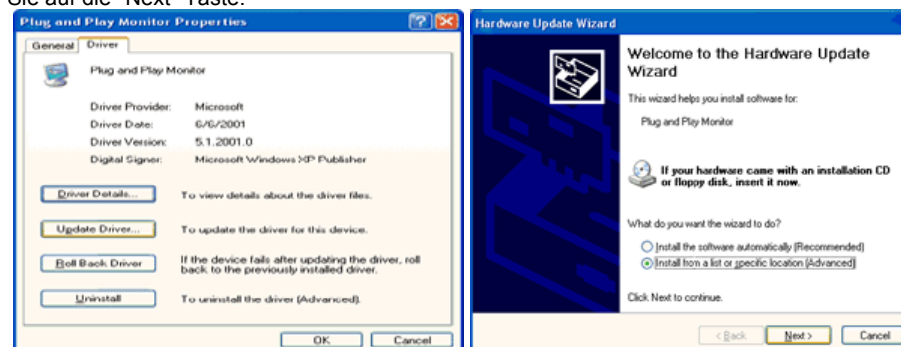 Sie auf die "Next" Taste.
Plug and Play Monitor Properties
General Driver
Plug and Play Monitor
Driver Provider: Microsoft
Driver Date: 6/6/2001
Driver Version: 5.1.2001.0
Digital Signer: Microsoft Windows XP Publisher
Driver Details... To view details about the driver files.
Update Driver... To update the driver for this device.
Roll Back Driver If the device fails after updating the driver, roll
back to the previously installed driver.
Uninstall To uninstall the driver (Advanced).
OK Cancel
Hardware Update Wizard
Welcome to the Hardware Update
Wizard
This wizard helps you install software for:
Plug and Play Monitor
If your hardware came with an installation CD
or floppy disk, insert it now.
What do you want the wizard to do?
Install the software automatically (Recommended)
Install from a list or specific location (Advanced)
Click Next to continue.
< Back Next > Cancel